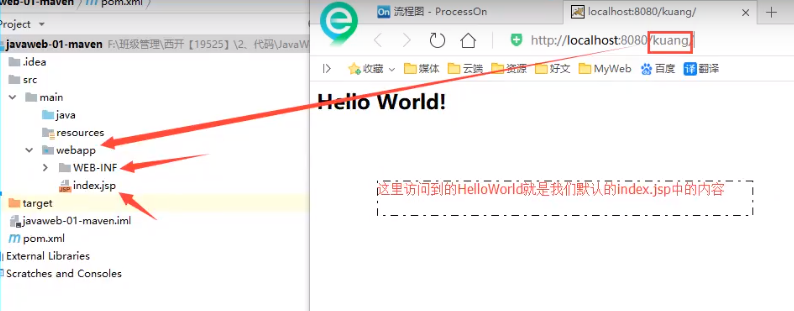 web-01-maven
pom.xml
Project
javaweb-01-maven F:\班级管理\西开【19525】\2、代码\JavaW
.idea
src
main
java
resources
webapp
WEB-INF
index.jsp
target
javaweb-01-maven.iml
pom.xml
External Libraries
Scratches and Consoles
On 流程图 - ProcessOn
localhost:8080/kuang/
http://localhost:8080/kuang/
收藏 媒体 云端 资源 好文 MyWeb 百度 译 翻译
Hello World!
这里访问到的HelloWorld就是我们默认的index.jsp中的内容